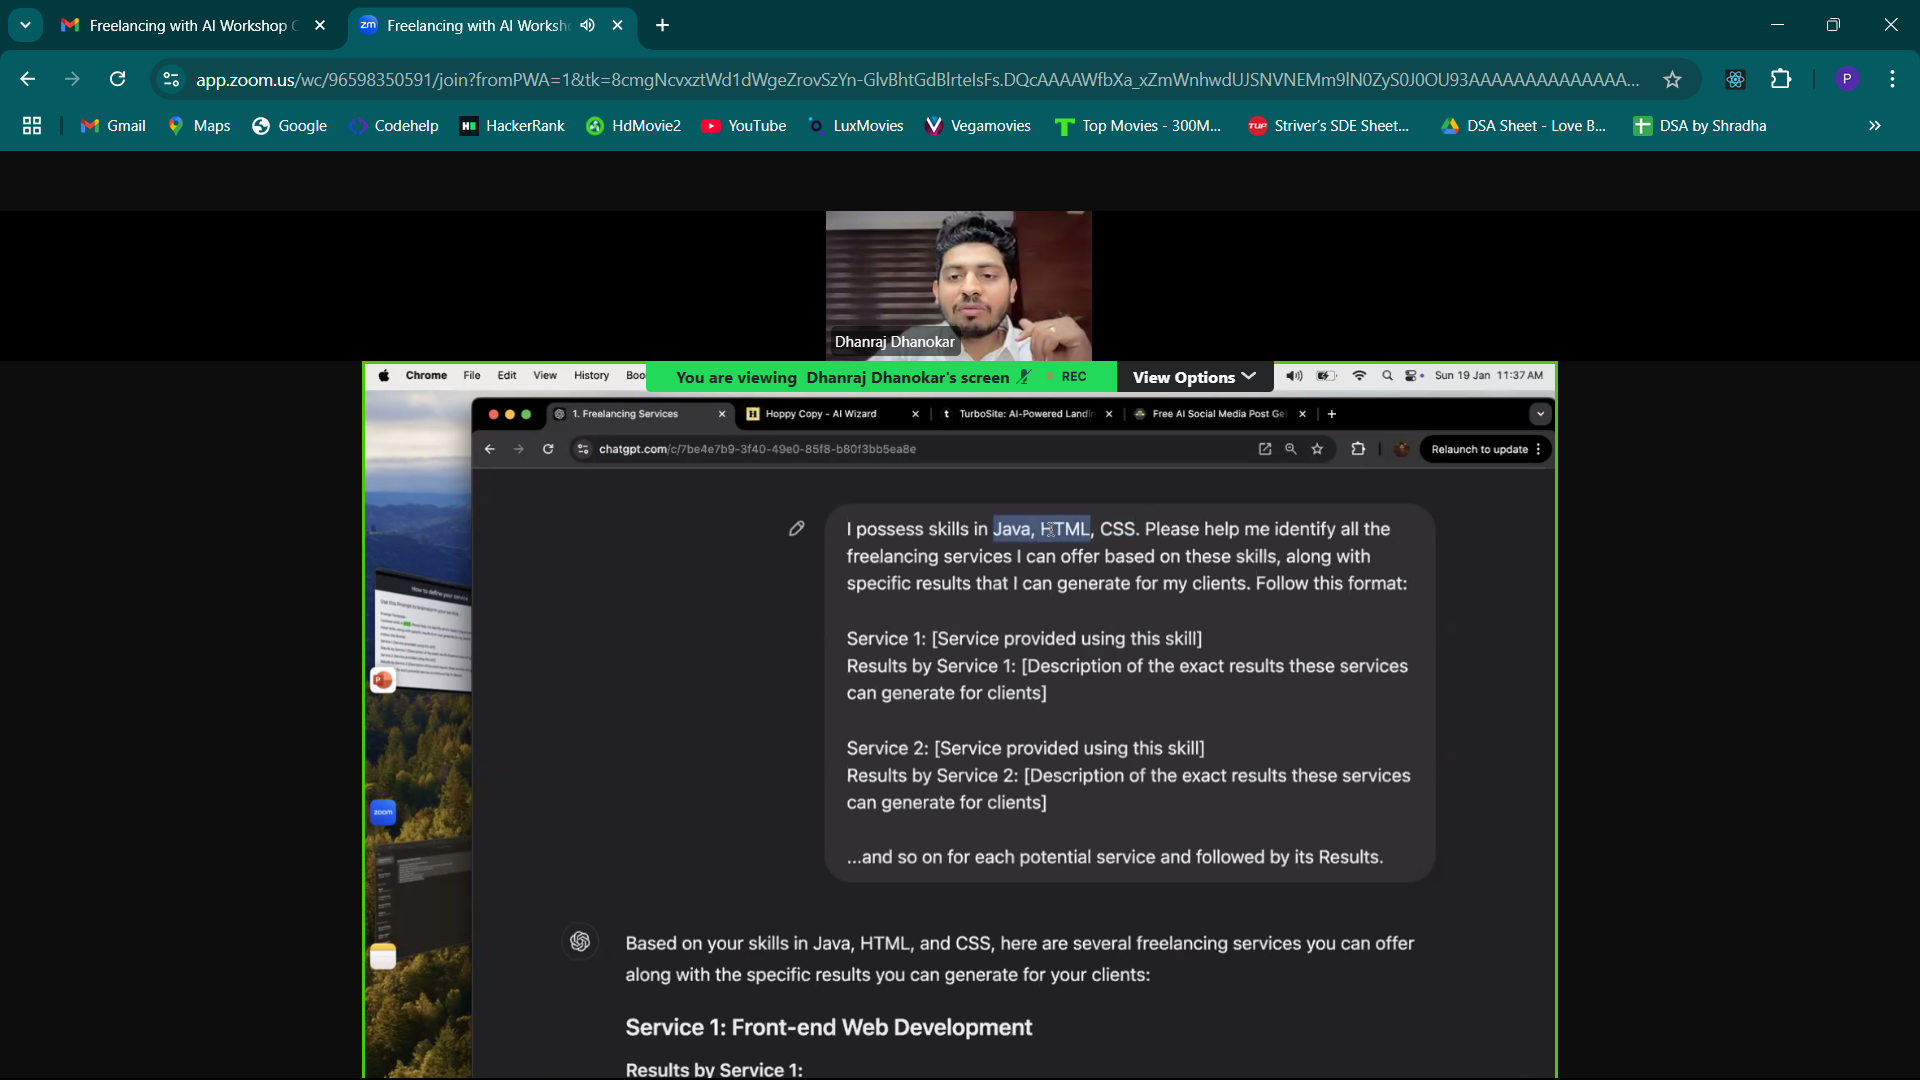 Freelancing with AI Workshop
Freelancing with AI Worksh
app.zoom.us/wc/96598350591/join?fromPWA=1&tk=8cmgNcvxztWd1dWgeZrovSzYn-GlvBhtGdBlrtelsFs.DQcAAAAWfbXa_xZmWnhwdUJSNVNEMm9lN0ZyS0J0OU93AAAAAAAAAAAAAA...
P
Gmail
Maps
Google
Codehelp
HackerRank
HdMovie2
YouTube
LuxMovies
Vegamovies
Top Movies - 300M...
Striver's SDE Sheet...
DSA Sheet - Love B...
DSA by Shradha
Dhanraj Dhanokar
Chrome File Edit View History Boo
You are viewing Dhanraj Dhanokar's screen REC
View Options
Sun 19 Jan 11:37 AM
1. Freelancing Services
Hoppy Copy - AI Wizard
TurboSite: AI-Powered Landi
Free AI Social Media Post Ge
chatgpt.com/c/7be4e7b9-3f40-49e0-85f8-b80f3bb5ea8e
Relaunch to update
I possess skills in Java, HTML, CSS. Please help me identify all the
freelancing services I can offer based on these skills, along with
specific results that I can generate for my clients. Follow this format:
Service 1: [Service provided using this skill]
Results by Service 1: [Description of the exact results these services
can generate for clients]
Service 2: [Service provided using this skill]
Results by Service 2: [Description of the exact results these services
can generate for clients]
...and so on for each potential service and followed by its Results.
zoom
Based on your skills in Java, HTML, and CSS, here are several freelancing services you can offer
along with the specific results you can generate for your clients:
Service 1: Front-end Web Development
Results by Service 1: